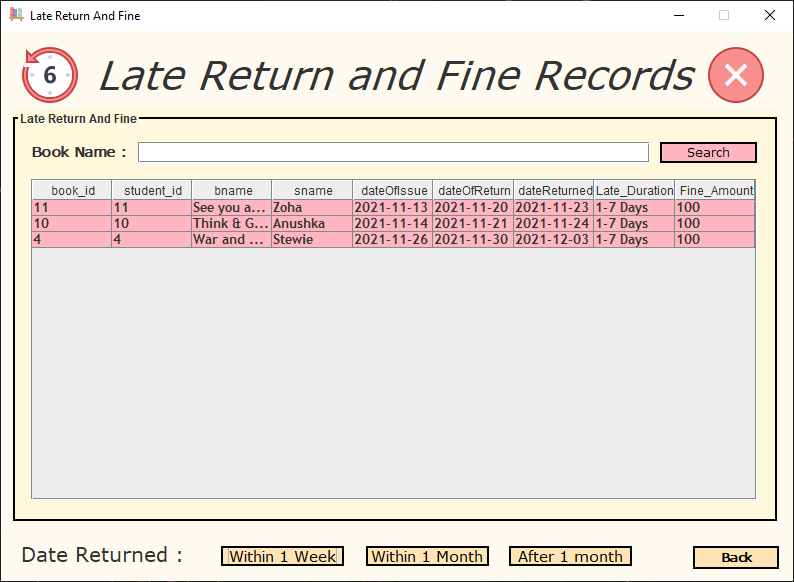 Late Return And Fine
6 Late Return and Fine Records
Late Return And Fine
Book Name : Search
book_id student_id bname sname dateOfIssue dateOfReturn dateReturned Late_Duration Fine_Amount
11 11 See you a... Zoha 2021-11-13 2021-11-20 2021-11-23 1-7 Days 100
10 10 Think & G... Anushka 2021-11-14 2021-11-21 2021-11-24 1-7 Days 100
4 4 War and ... Stewie 2021-11-26 2021-11-30 2021-12-03 1-7 Days 100
Date Returned : Within 1 Week Within 1 Month After 1 month Back